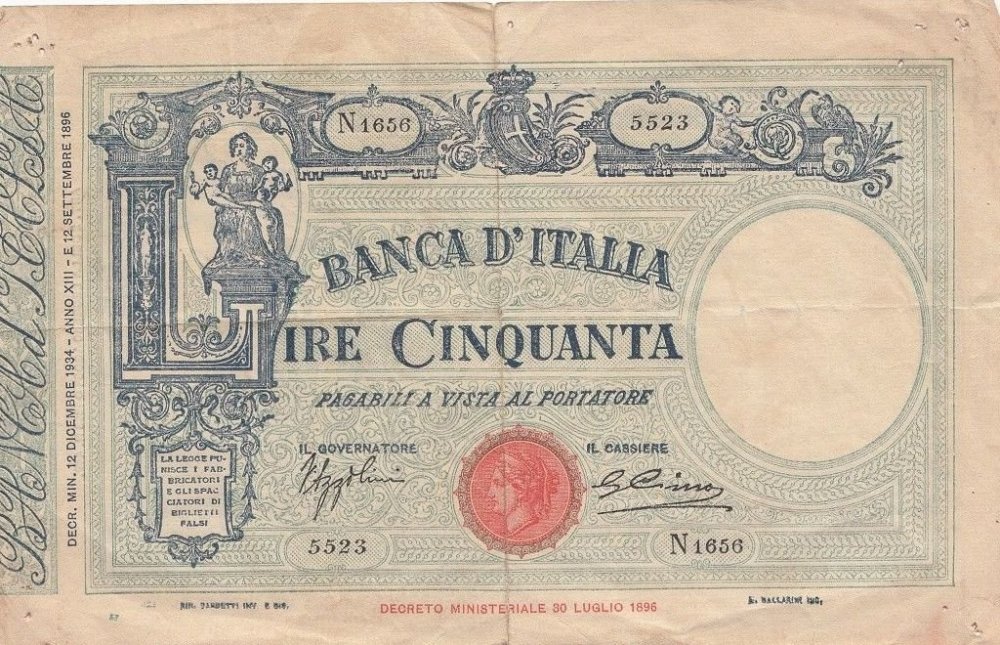 N1656
5523
BANCA D'ITALIA
LIRE CINQUANTA
PAGABILI A VISTA AL PORTATORE
IL GOVERNATORE
IL CASSIERE
LA LEGGE PU-
NISCE I FAB-
BRICATORI
E GLI SPAC
CIATORI DI
BIGLIETTI
FALSI
5523
N1656
DECRETO MINISTERIALE 30 LUGLIO 1896
DECR. MIN. 12 DICEMBRE 1934 - ANNO XIII - E 12 SETTEMBRE 1896